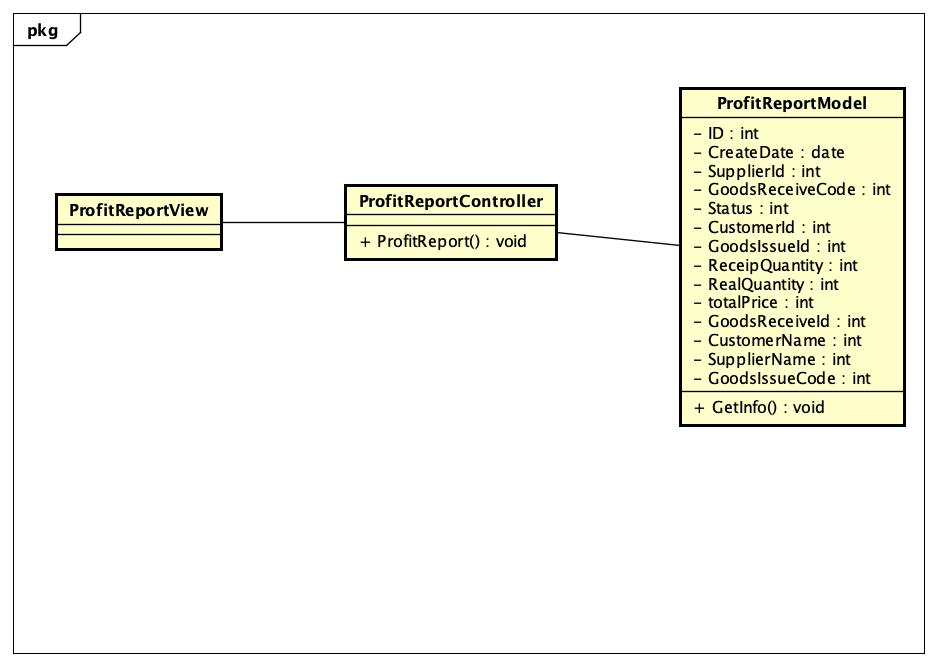 pkg
ProfitReportView
ProfitReportController
+ ProfitReport() : void
ProfitReportModel
- ID : int
- CreateDate : date
- SupplierId : int
- GoodsReceiveCode : int
- Status : int
- CustomerId : int
- GoodsIssueId : int
- ReceipQuantity : int
- RealQuantity : int
- totalPrice : int
- GoodsReceiveId : int
- CustomerName : int
- SupplierName : int
- GoodsIssueCode : int
+ GetInfo() : void